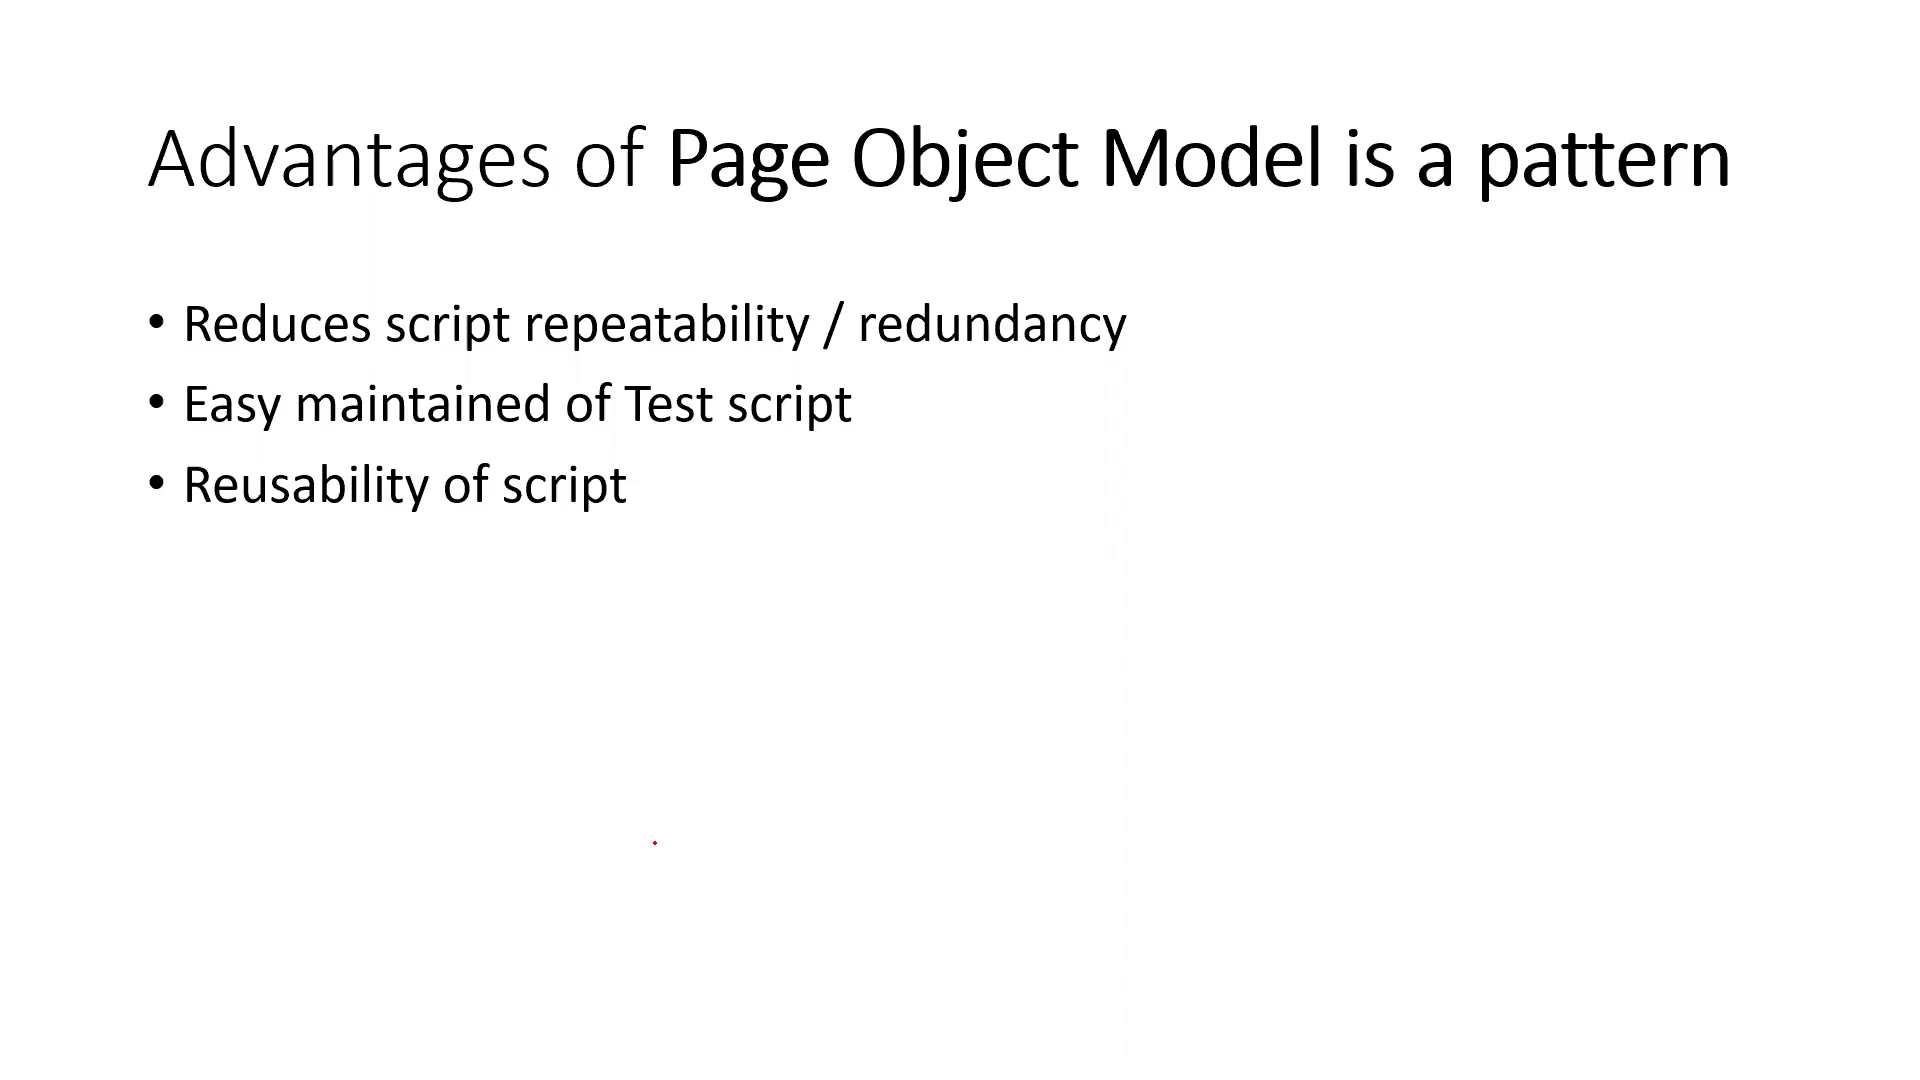 Advantages of Page Object Model is a pattern
• Reduces script repeatability / redundancy
• Easy maintained of Test script
• Reusability of script